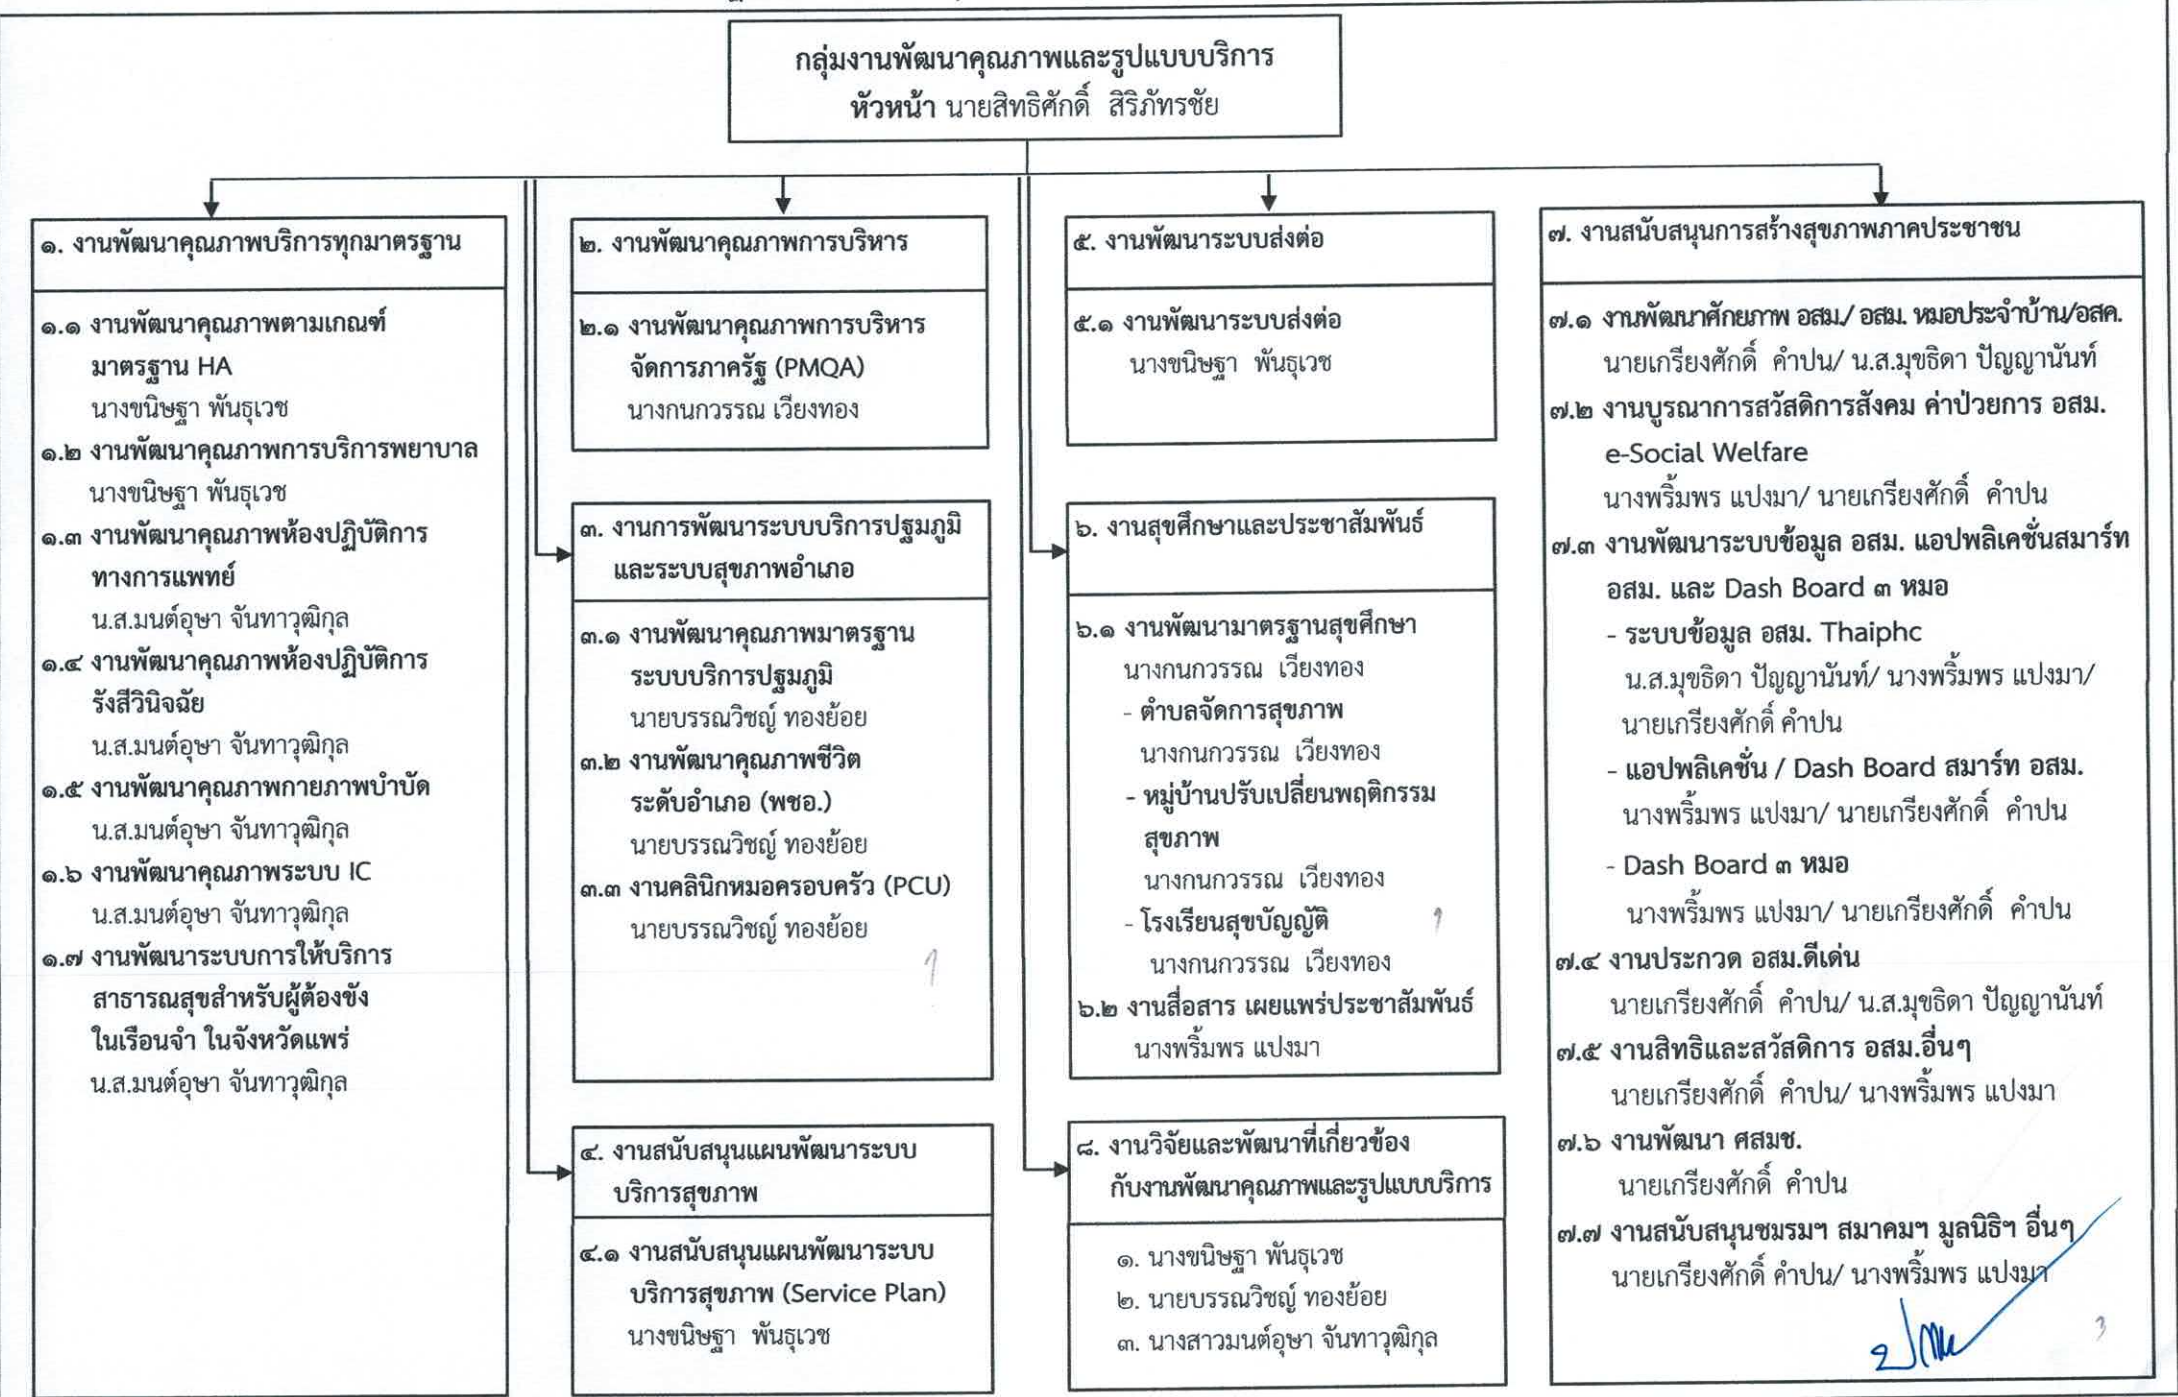 กลุ่มงานพัฒนาคุณภาพและรูปแบบบริการ
หัวหน้า นายสิทธิศักดิ์ สิริภัทรชัย
๑. งานพัฒนาคุณภาพบริการทุกมาตรฐาน
๑.๑ งานพัฒนาคุณภาพตามเกณฑ์
มาตรฐาน HA
นางขนิษฐา พันธุเวช
๑.๒ งานพัฒนาคุณภาพการบริการพยาบาล
นางขนิษฐา พันธุเวช
๑.๓ งานพัฒนาคุณภาพห้องปฏิบัติการ
ทางการแพทย์
น.ส.มนต์อุษา จันทาวุฒิกุล
๑.๔ งานพัฒนาคุณภาพห้องปฏิบัติการ
รังสีวินิจฉัย
น.ส.มนต์อุษา จันทาวุฒิกุล
๑.๕ งานพัฒนาคุณภาพกายภาพบำบัด
น.ส.มนต์อุษา จันทาวุฒิกุล
๑.๖ งานพัฒนาคุณภาพระบบ IC
น.ส.มนต์อุษา จันทาวุฒิกุล
๑.๗ งานพัฒนาระบบการให้บริการ
สาธารณสุขสำหรับผู้ต้องขัง
ในเรือนจำ ในจังหวัดแพร่
น.ส.มนต์อุษา จันทาวุฒิกุล
๒. งานพัฒนาคุณภาพการบริหาร
๒.๑ งานพัฒนาคุณภาพการบริหาร
จัดการภาครัฐ (PMQA)
นางกนกวรรณ เวียงทอง
๓. งานการพัฒนาระบบบริการปฐมภูมิ
และระบบสุขภาพอำเภอ
๓.๑ งานพัฒนาคุณภาพมาตรฐาน
ระบบบริการปฐมภูมิ
นายบรรณวิชญ์ ทองย้อย
๓.๒ งานพัฒนาคุณภาพชีวิต
ระดับอำเภอ (พชอ.)
นายบรรณวิชญ์ ทองย้อย
๓.๓ งานคลินิกหมอครอบครัว (PCU)
นายบรรณวิชญ์ ทองย้อย
๔. งานสนับสนุนแผนพัฒนาระบบ
บริการสุขภาพ
๔.๑ งานสนับสนุนแผนพัฒนาระบบ
บริการสุขภาพ (Service Plan)
นางขนิษฐา พันธุเวช
๕. งานพัฒนาระบบส่งต่อ
๕.๑ งานพัฒนาระบบส่งต่อ
นางขนิษฐา พันธุเวช
๖. งานสุขศึกษาและประชาสัมพันธ์
๖.๑ งานพัฒนามาตรฐานสุขศึกษา
นางกนกวรรณ เวียงทอง
- ตำบลจัดการสุขภาพ
นางกนกวรรณ เวียงทอง
- หมู่บ้านปรับเปลี่ยนพฤติกรรม
สุขภาพ
นางกนกวรรณ เวียงทอง
- โรงเรียนสุขบัญญัติ
นางกนกวรรณ เวียงทอง
๖.๒ งานสื่อสาร เผยแพร่ประชาสัมพันธ์
นางพริ้มพร แปงมา
๘. งานวิจัยและพัฒนาที่เกี่ยวข้อง
กับงานพัฒนาคุณภาพและรูปแบบบริการ
๑. นางขนิษฐา พันธุเวช
๒. นายบรรณวิชญ์ ทองย้อย
๓. นางสาวมนต์อุษา จันทาวุฒิกุล
๗. งานสนับสนุนการสร้างสุขภาพภาคประชาชน
๗.๑ งานพัฒนาศักยภาพ อสม./ อสม. หมอประจำบ้าน/อสค.
นายเกรียงศักดิ์ คำปน/ น.ส.มุขธิดา ปัญญานันท์
๗.๒ งานบูรณาการสวัสดิการสังคม ค่าป่วยการ อสม.
e-Social Welfare
นางพริ้มพร แปงมา/ นายเกรียงศักดิ์ คำปน
๗.๓ งานพัฒนาระบบข้อมูล อสม. แอปพลิเคชั่นสมาร์ท
อสม. และ Dash Board ๓ หมอ
- ระบบข้อมูล อสม. Thaiphc
น.ส.มุขธิดา ปัญญานันท์/ นางพริ้มพร แปงมา/
นายเกรียงศักดิ์ คำปน
- แอปพลิเคชั่น / Dash Board สมาร์ท อสม.
นางพริ้มพร แปงมา/ นายเกรียงศักดิ์ คำปน
- Dash Board ๓ หมอ
นางพริ้มพร แปงมา/ นายเกรียงศักดิ์ คำปน
๗.๔ งานประกวด อสม.ดีเด่น
นายเกรียงศักดิ์ คำปน/ น.ส.มุขธิดา ปัญญานันท์
๗.๕ งานสิทธิและสวัสดิการ อสม.อื่นๆ
นายเกรียงศักดิ์ คำปน/ นางพริ้มพร แปงมา
๗.๖ งานพัฒนา ศสมช.
นายเกรียงศักดิ์ คำปน
๗.๗ งานสนับสนุนชมรมฯ สมาคมฯ มูลนิธิฯ อื่นๆ
นายเกรียงศักดิ์ คำปน/ นางพริ้มพร แปงมา